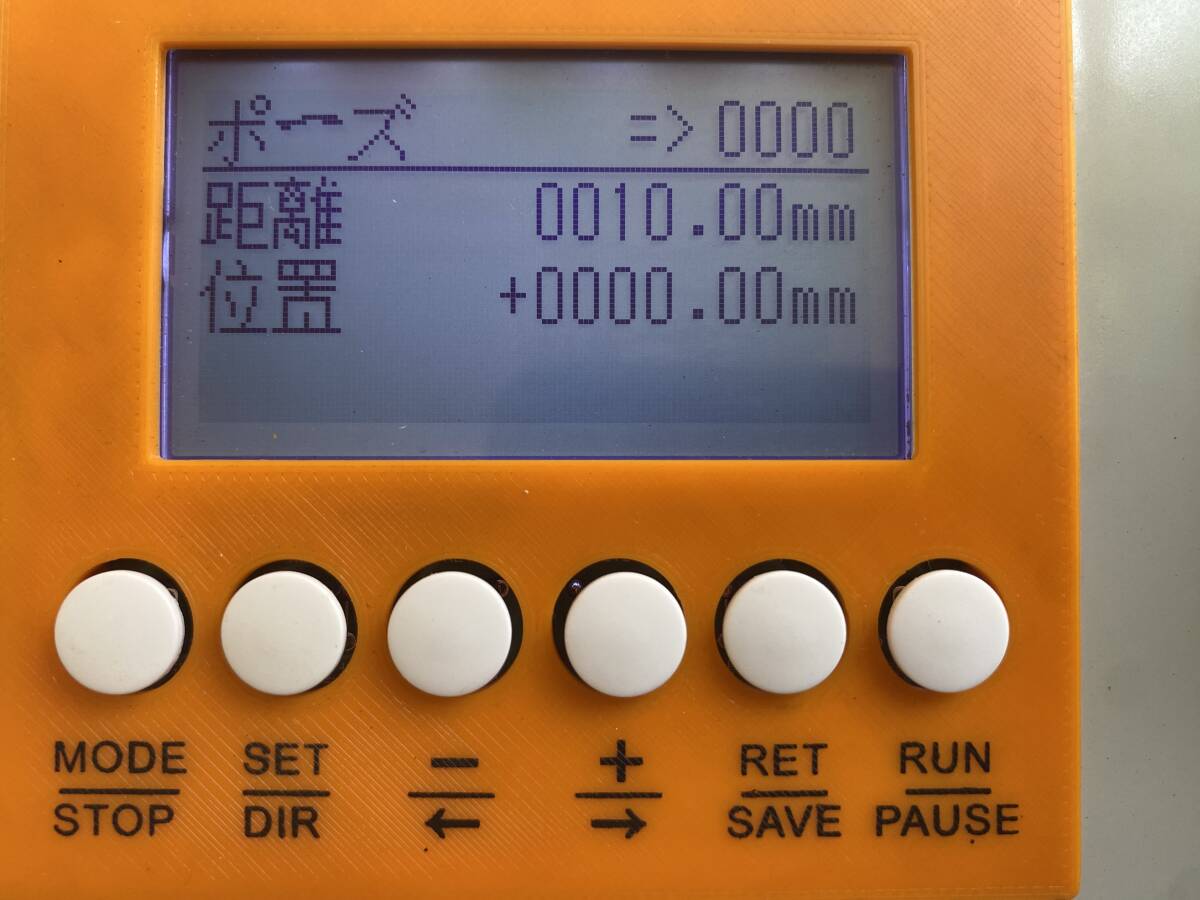 ポーズ => 0000
距離 0010.00mm
位置 +0000.00mm
MODE SET - + RET RUN
STOP DIR ← → SAVE PAUSE